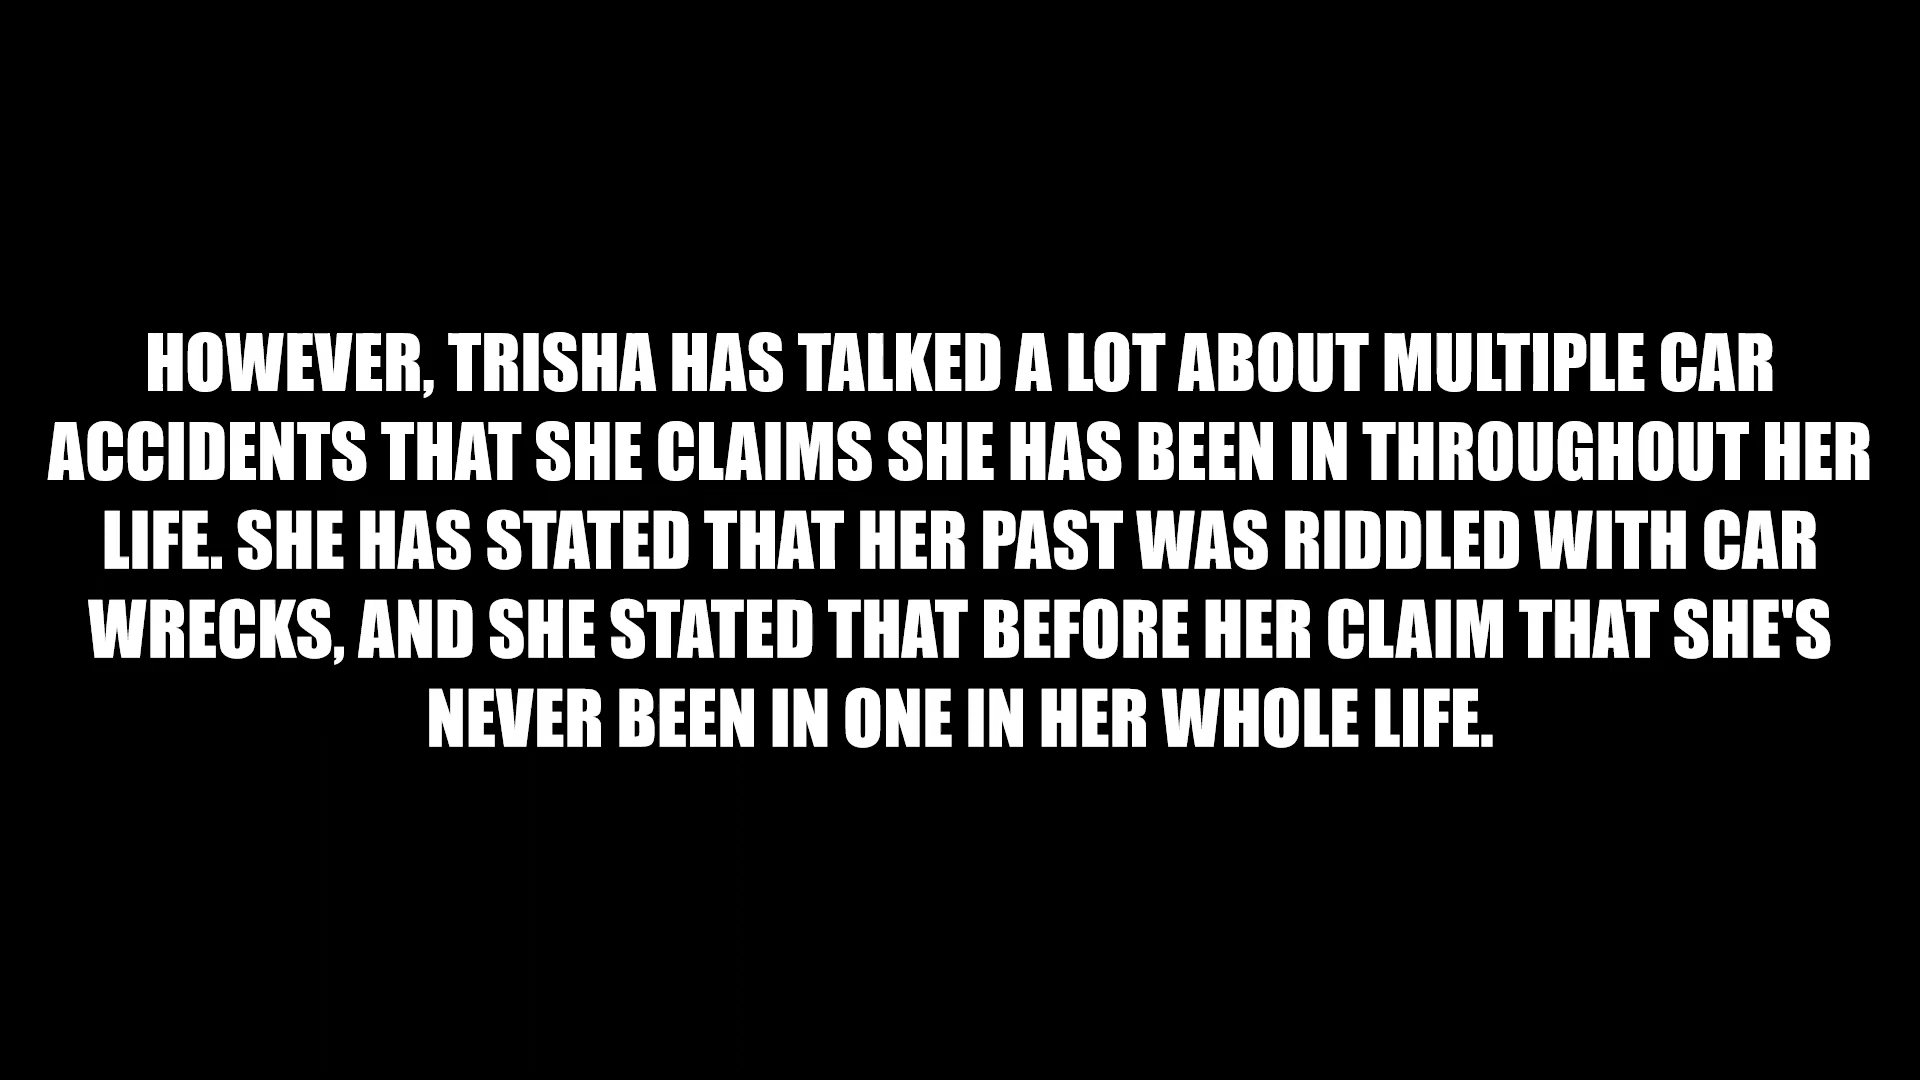 HOWEVER, TRISHA HAS TALKED A LOT ABOUT MULTIPLE CAR
ACCIDENTS THAT SHE CLAIMS SHE HAS BEEN IN THROUGHOUT HER
LIFE. SHE HAS STATED THAT HER PAST WAS RIDDLED WITH CAR
WRECKS, AND SHE STATED THAT BEFORE HER CLAIM THAT SHE'S
NEVER BEEN IN ONE IN HER WHOLE LIFE.